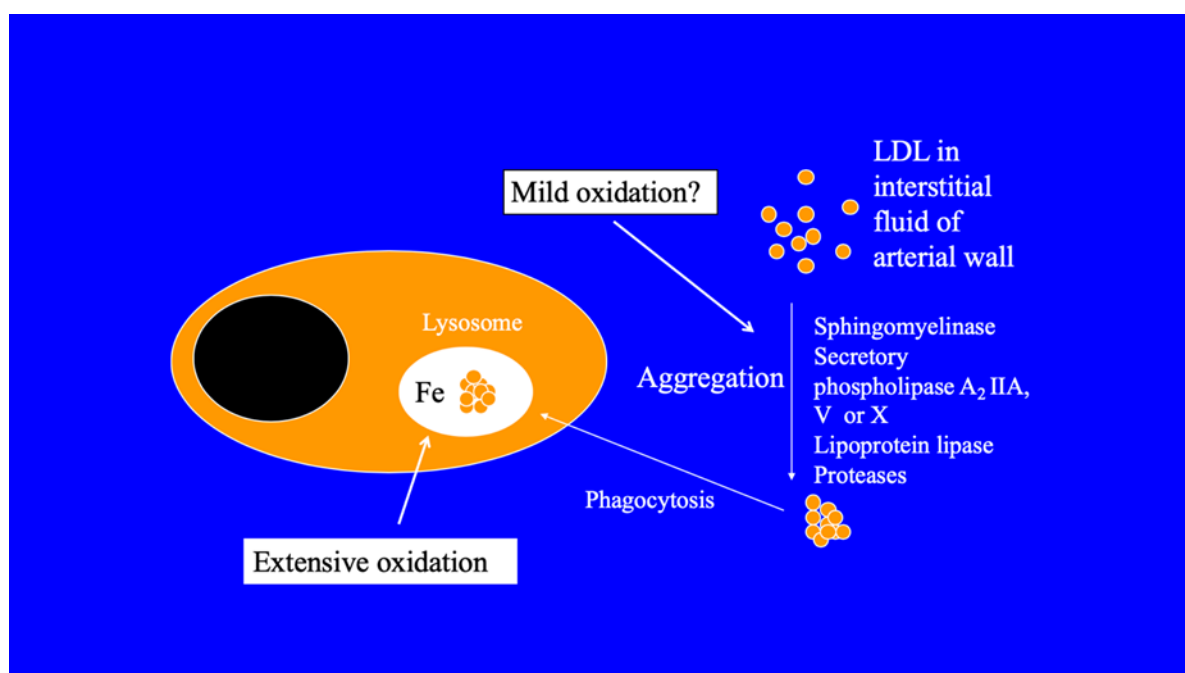 LDL in
interstitial
fluid of
arterial wall
Mild oxidation?
Sphingomyelinase
Secretory
phospholipase A₂ IIA,
V or X
Lipoprotein lipase
Proteases
Aggregation
Lysosome
Fe
Phagocytosis
Extensive oxidation